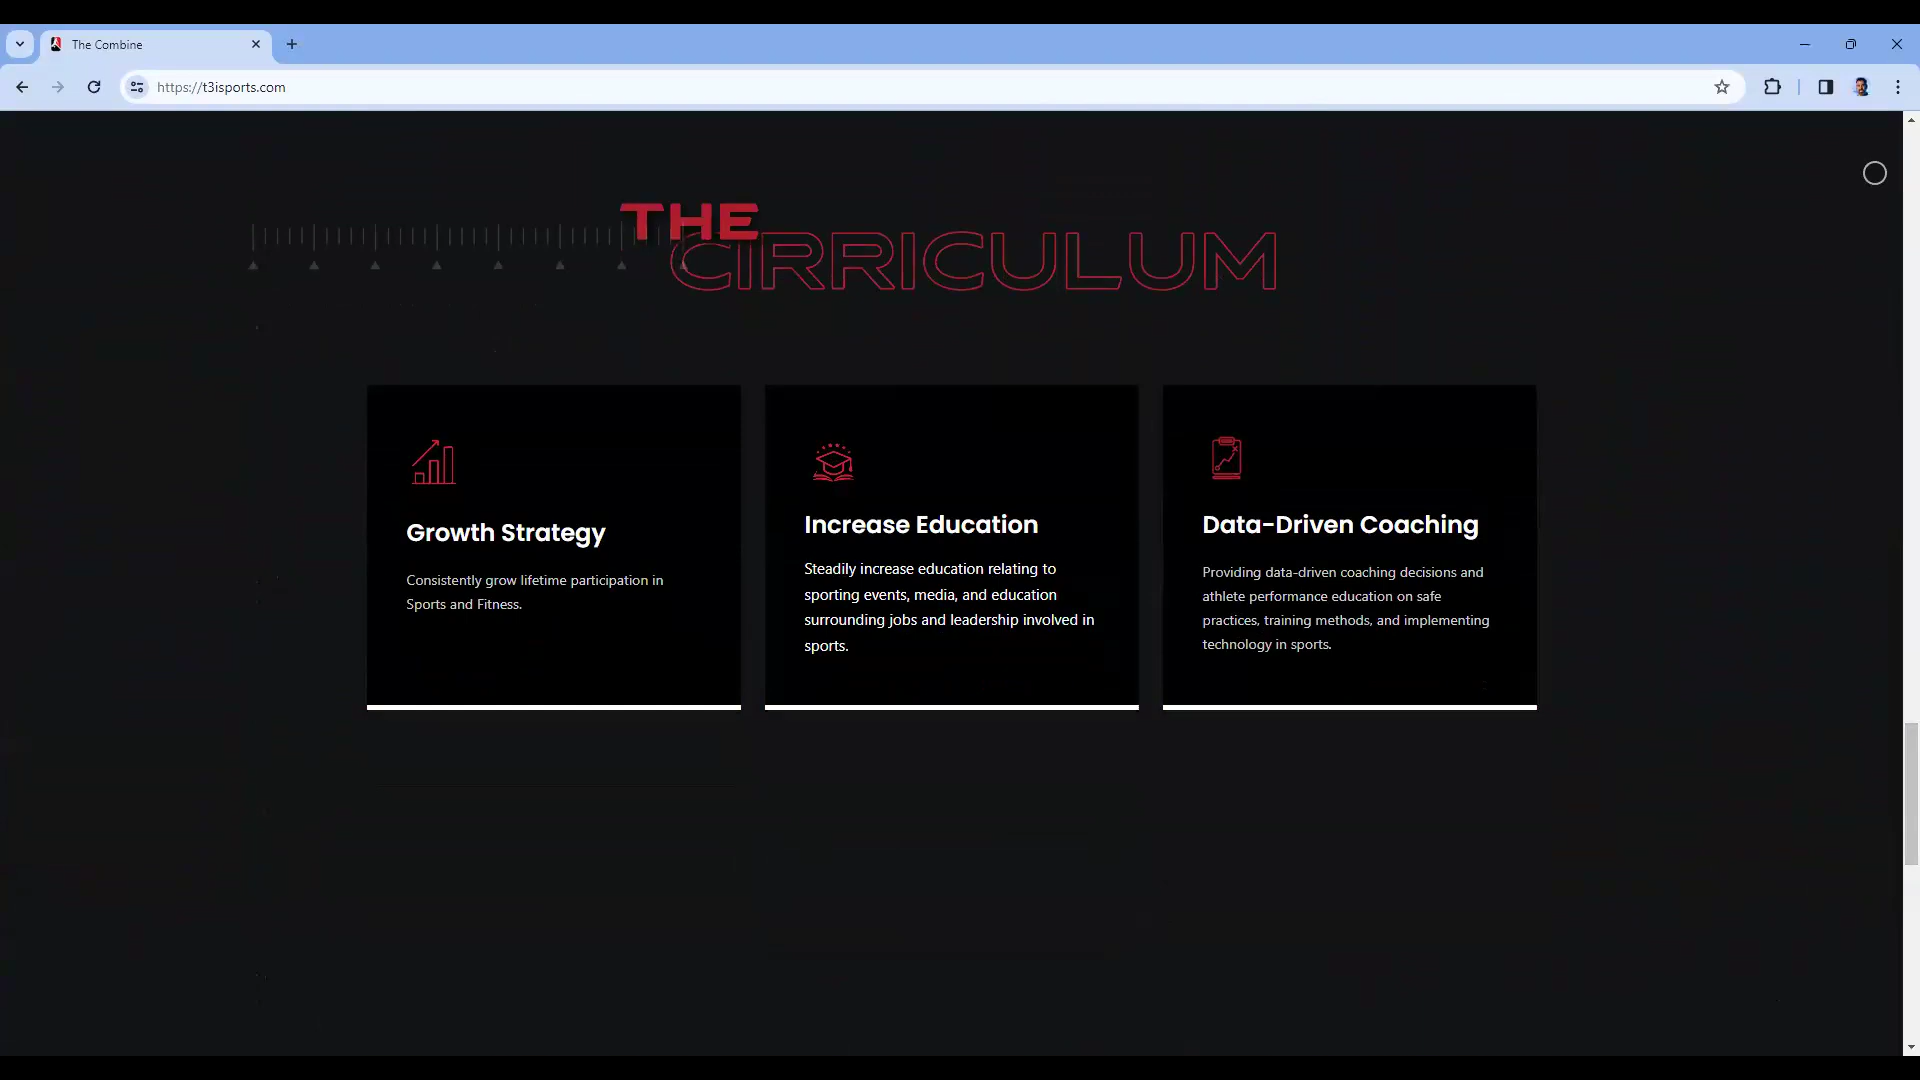 The Combine
https://t3isports.com
THE
CIRRICULUM
Growth Strategy
Consistently grow lifetime participation in
Sports and Fitness.
Increase Education
Steadily increase education relating to
sporting events, media, and education
surrounding jobs and leadership involved in
sports.
Data-Driven Coaching
Providing data-driven coaching decisions and
athlete performance education on safe
practices, training methods, and implementing
technology in sports.